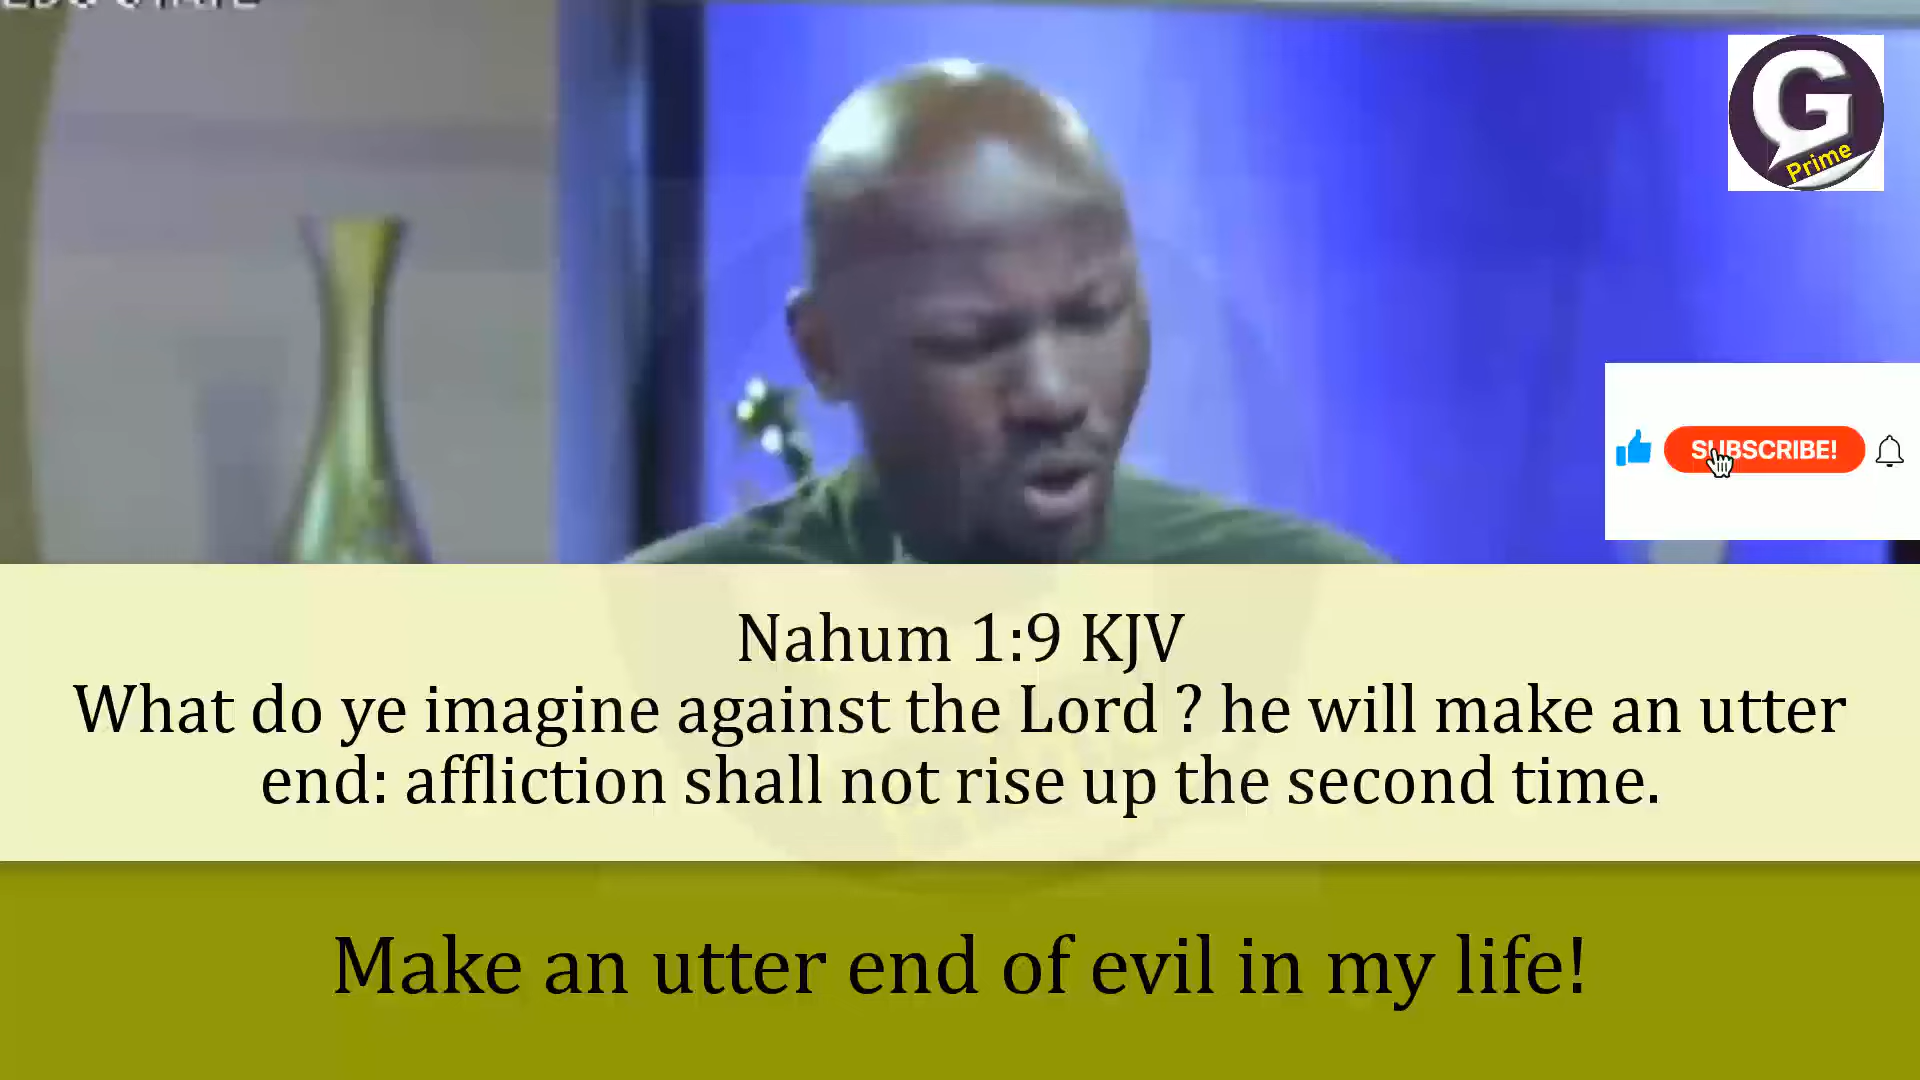 G
Prime
SUBSCRIBE!
Nahum 1:9 KJV
What do ye imagine against the Lord ? he will make an utter
end: affliction shall not rise up the second time.
Make an utter end of evil in my life!